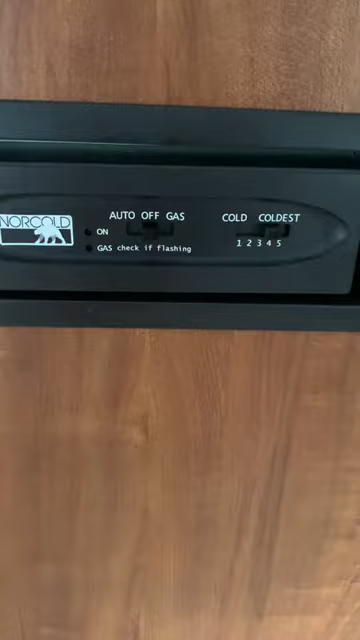 NORCOLD
AUTO OFF GAS
ON
GAS check if flashing
COLD COLDEST
1 2 3 4 5